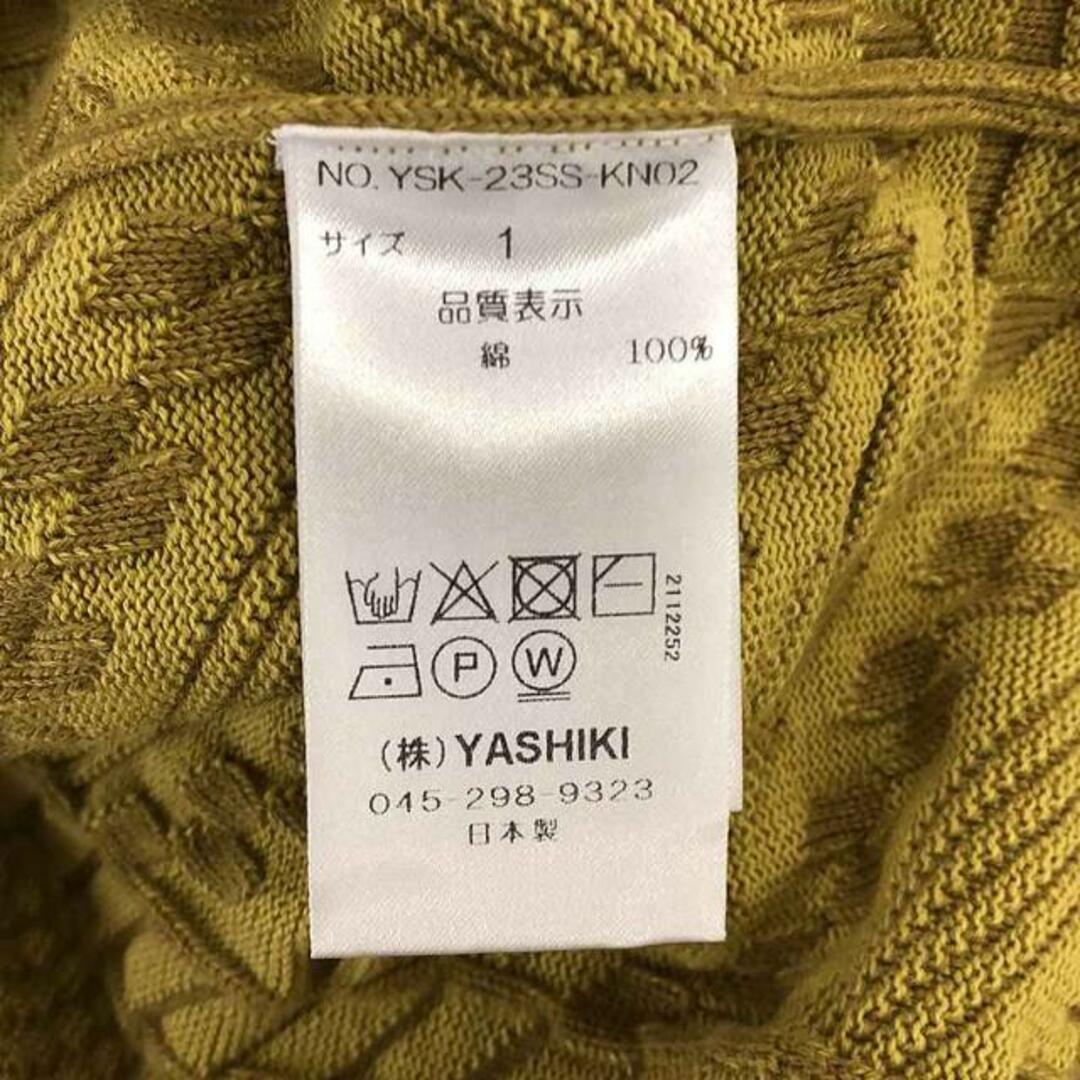 NO. YSK-23SS-KN02
サイズ 1
品質表示
綿 100%
2112252
P W
(株) YASHIKI
045-298-9323
日本製